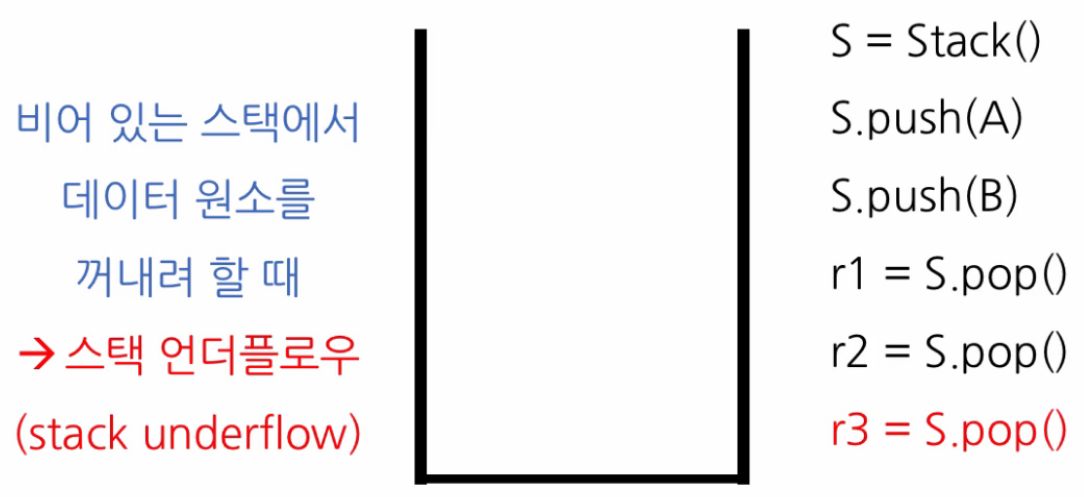 비어 있는 스택에서
데이터 원소를
꺼내려 할 때
→ 스택 언더플로우
(stack underflow)
S = Stack()
S.push(A)
S.push(B)
r1 = S.pop()
r2 = S.pop()
r3 = S.pop()